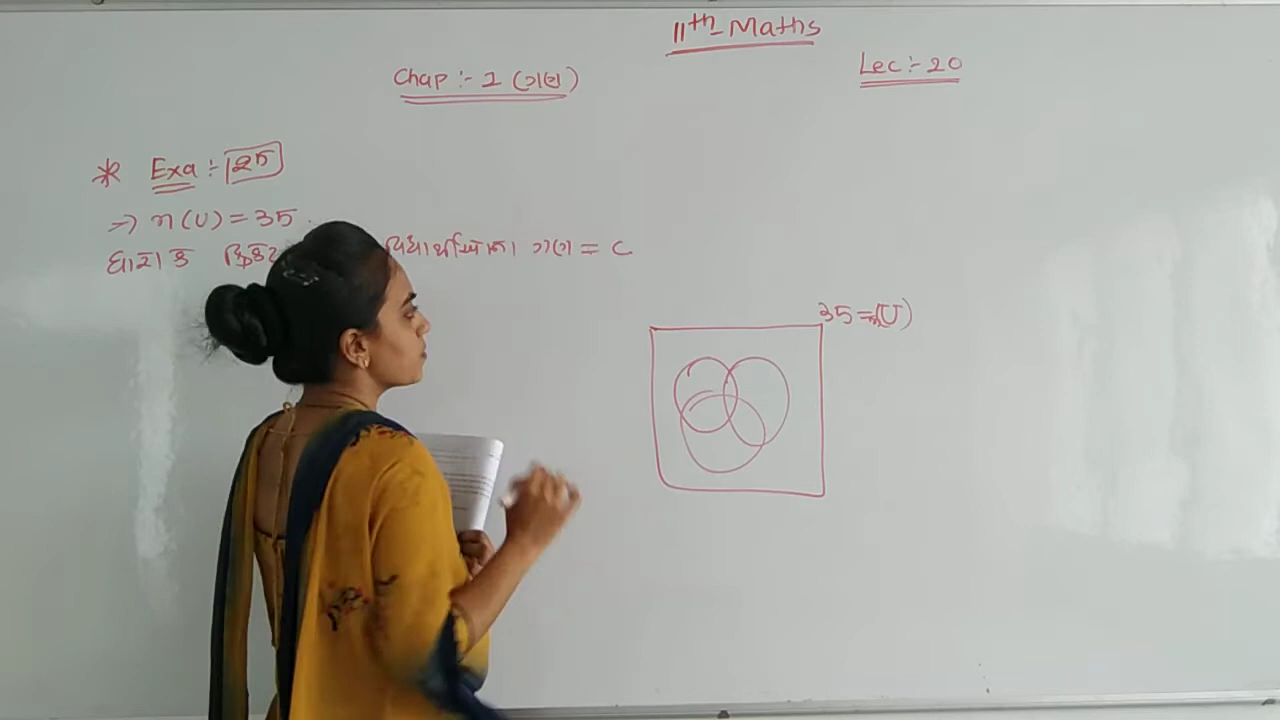 11th Maths
Lec :- 20
Chap :- 1 (ગણ)
* Exa :- 25
→ n(U) = 35
ધારો કે ક્રિકેટ વિદ્યાર્થીઓનો ગણ = C
35 = n(U)